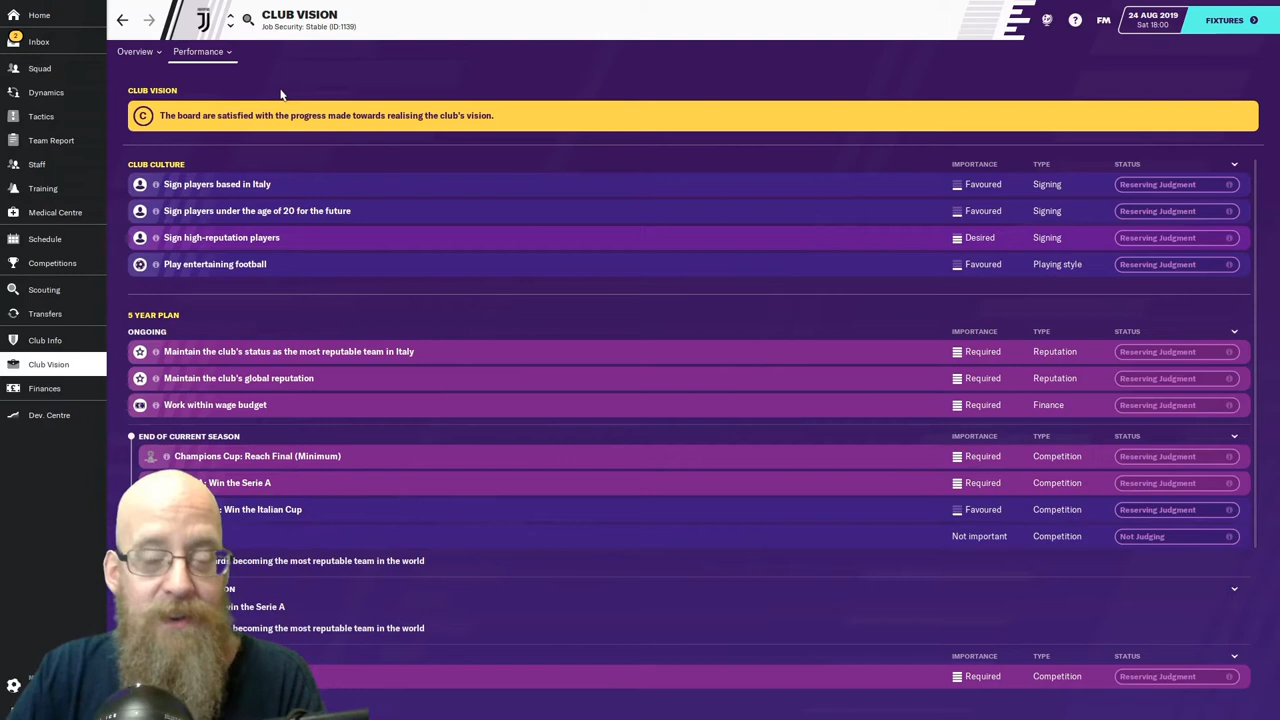 Home
CLUB VISION
Job Security: Stable (ID:1139)
FM
24 AUG 2019
Sat 18:00
FIXTURES
2
Inbox
Overview
Performance
Squad
Dynamics
Tactics
Team Report
Staff
Training
Medical Centre
Schedule
Competitions
Scouting
Transfers
Club Info
Club Vision
Finances
Dev. Centre
CLUB VISION
C The board are satisfied with the progress made towards realising the club's vision.
CLUB CULTURE IMPORTANCE TYPE STATUS
Sign players based in Italy Favoured Signing Reserving Judgment
Sign players under the age of 20 for the future Favoured Signing Reserving Judgment
Sign high-reputation players Desired Signing Reserving Judgment
Play entertaining football Favoured Playing style Reserving Judgment
5 YEAR PLAN
ONGOING IMPORTANCE TYPE STATUS
Maintain the club's status as the most reputable team in Italy Required Reputation Reserving Judgment
Maintain the club's global reputation Required Reputation Reserving Judgment
Work within wage budget Required Finance Reserving Judgment
END OF CURRENT SEASON IMPORTANCE TYPE STATUS
Champions Cup: Reach Final (Minimum) Required Competition Reserving Judgment
Win the Serie A Required Competition Reserving Judgment
: Win the Italian Cup Favoured Competition Reserving Judgment
Not important Competition Not Judging
becoming the most reputable team in the world
win the Serie A
becoming the most reputable team in the world
IMPORTANCE TYPE STATUS
Required Competition Reserving Judgment